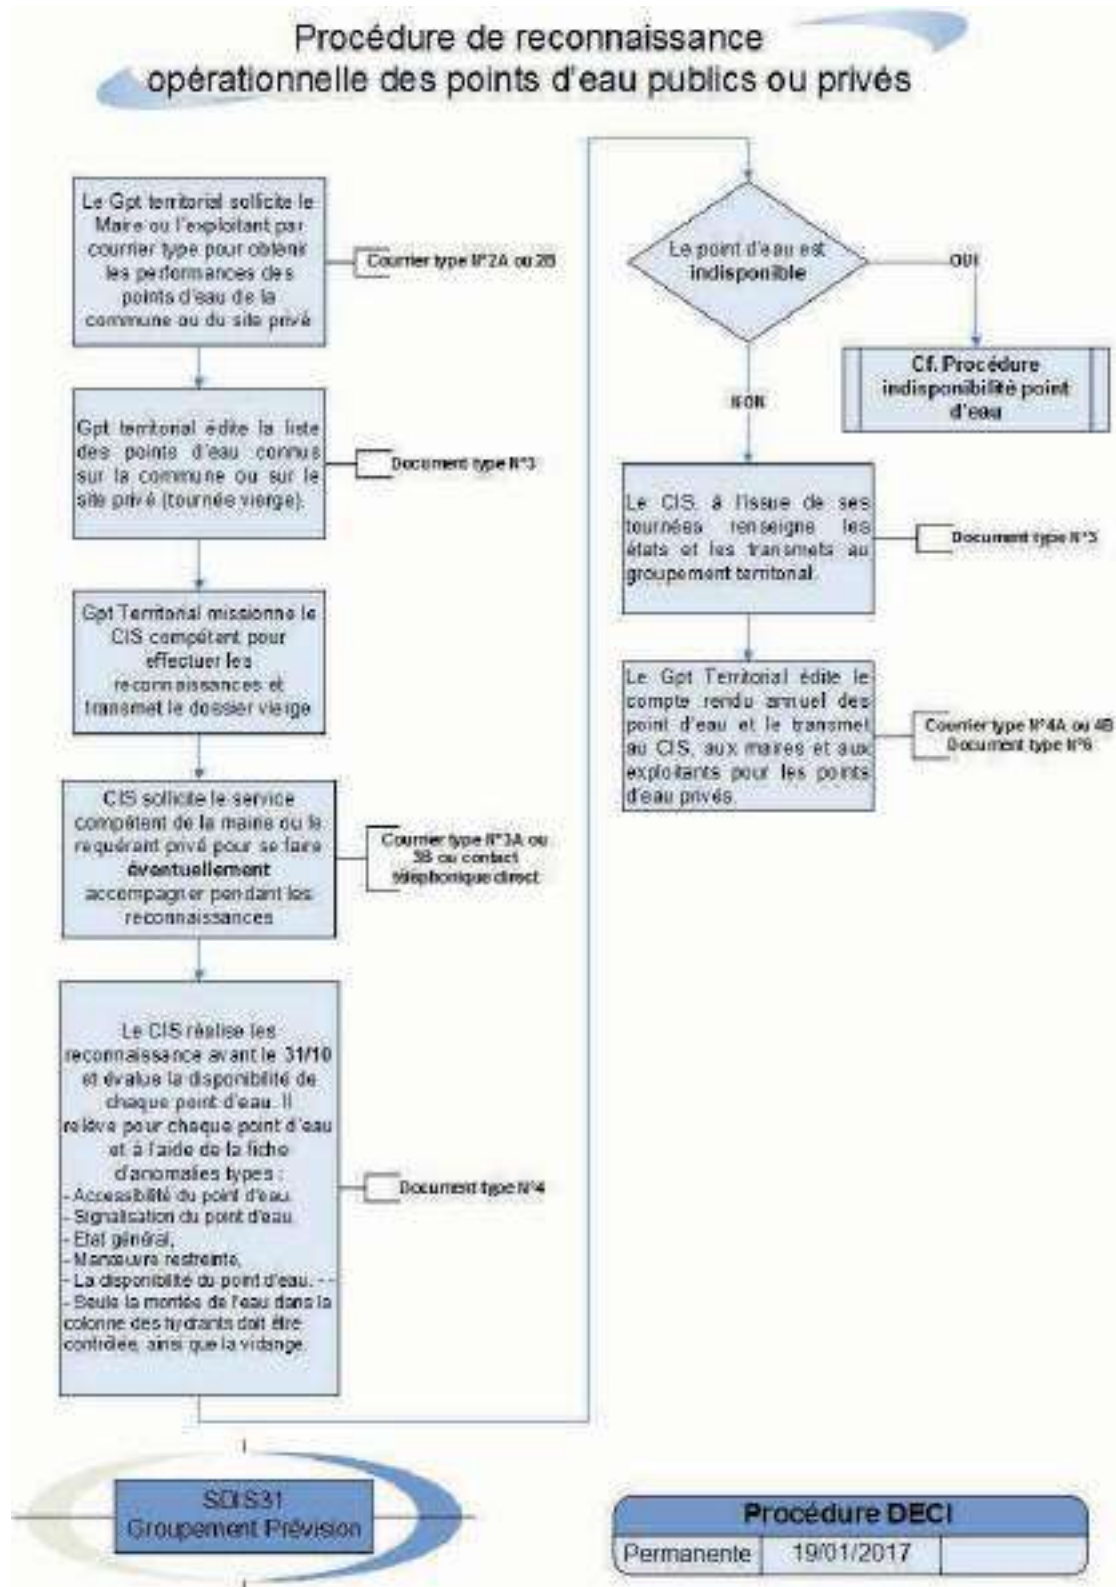 Procédure de reconnaissance
opérationnelle des points d'eau publics ou privés
Le Gpt territorial sollicite le
Maire ou l'exploitant par
courrier type pour obtenir
les performances des
points d'eau de la
commune ou du site privé
Courrier type N°2A ou 2B
Gpt territorial édite la liste
des points d'eau connus
sur la commune ou sur le
site privé (tournée vierge).
Document type N°3
Gpt Territorial missionne le
CIS compétent pour
effectuer les
reconnaissances et
transmet le dossier vierge
CIS sollicite le service
compétent de la mairie ou le
requérant privé pour se faire
éventuellement
accompagner pendant les
reconnaissances
Courrier type N°3A ou
3B ou contact
téléphonique direct
Le CIS réalise les
reconnaissance avant le 31/10
et évalue la disponibilité de
chaque point d'eau. Il
relève pour chaque point d'eau
et à l'aide de la fiche
d'anomalies types :
- Accessibilité du point d'eau.
- Signalisation du point d'eau.
- Etat général,
- Manœuvre restreinte,
- La disponibilité du point d'eau. --
- Seule la montée de l'eau dans la
colonne des hydrants doit être
contrôlée, ainsi que la vidange.
Document type N°4
Le point d'eau est
indisponible
OUI
Cf. Procédure
indisponibilité point
d'eau
NON
Le CIS, à l'issue de ses
tournées renseigne les
états et les transmets au
groupement territorial.
Document type N°3
Le Gpt Territorial édite le
compte rendu annuel des
point d'eau et le transmet
au CIS, aux maires et aux
exploitants pour les points
d'eau privés.
Courrier type N°4A ou 4B
Document type N°6
SDIS31
Groupement Prévision
Procédure DECI
Permanente 19/01/2017